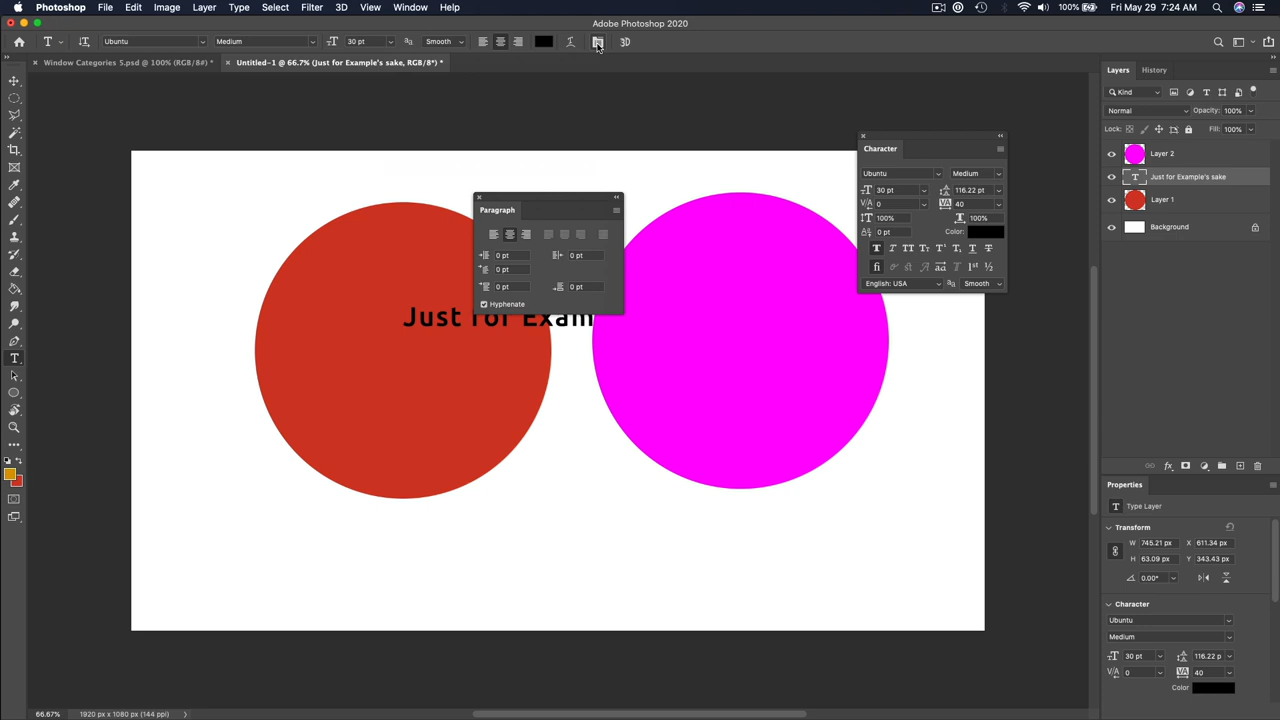 Photoshop File Edit Image Layer Type Select Filter 3D View Window Help 100% Fri May 29 7:24 AM
Adobe Photoshop 2020
Ubuntu Medium 30 pt Smooth 3D
Window Categories 5.psd @ 100% (RGB/8#) * Untitled-1 @ 66.7% (Just for Example's sake, RGB/8*) *
Layers History
Kind
Normal Opacity: 100%
Lock: Fill: 100%
Layer 2
Just for Example's sake
Layer 1
Background
Character
Ubuntu Medium
30 pt 116.22 pt
0 40
100% 100%
0 pt Color:
English: USA Smooth
Paragraph
0 pt 0 pt
0 pt
0 pt 0 pt
Hyphenate
Just for Exam
Properties
Type Layer
Transform
W 745.21 px X 611.34 px
H 63.09 px Y 343.43 px
0.00°
Character
Ubuntu
Medium
30 pt 116.22 p
0 40
Color
66.67% 1920 px x 1080 px (144 ppi)